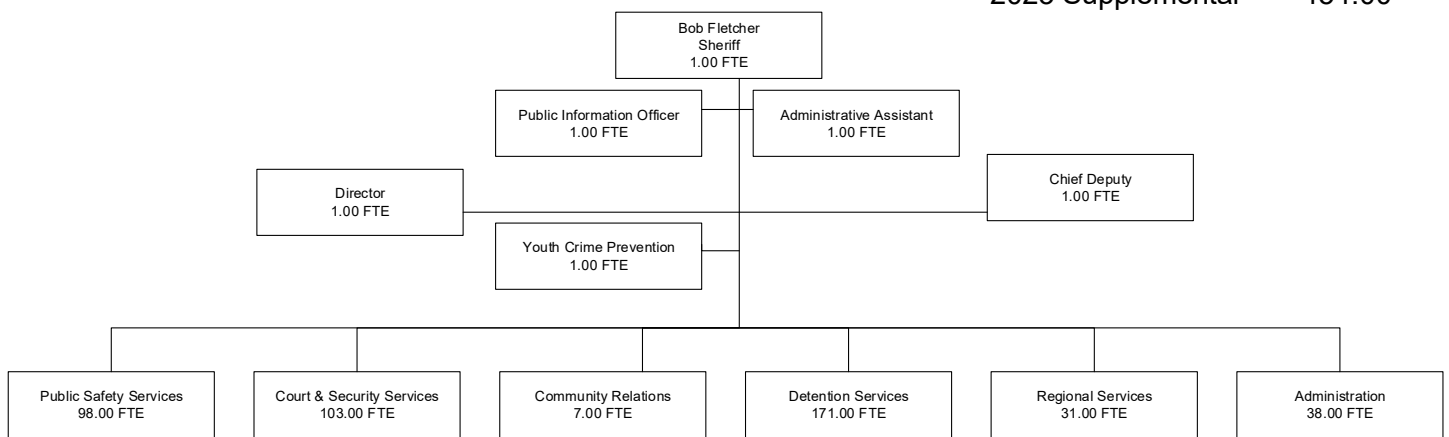 Supplemental 454.00
Bob Fletcher
Sheriff
1.00 FTE
Public Information Officer
1.00 FTE
Administrative Assistant
1.00 FTE
Director
1.00 FTE
Chief Deputy
1.00 FTE
Youth Crime Prevention
1.00 FTE
Public Safety Services
98.00 FTE
Court & Security Services
103.00 FTE
Community Relations
7.00 FTE
Detention Services
171.00 FTE
Regional Services
31.00 FTE
Administration
38.00 FTE